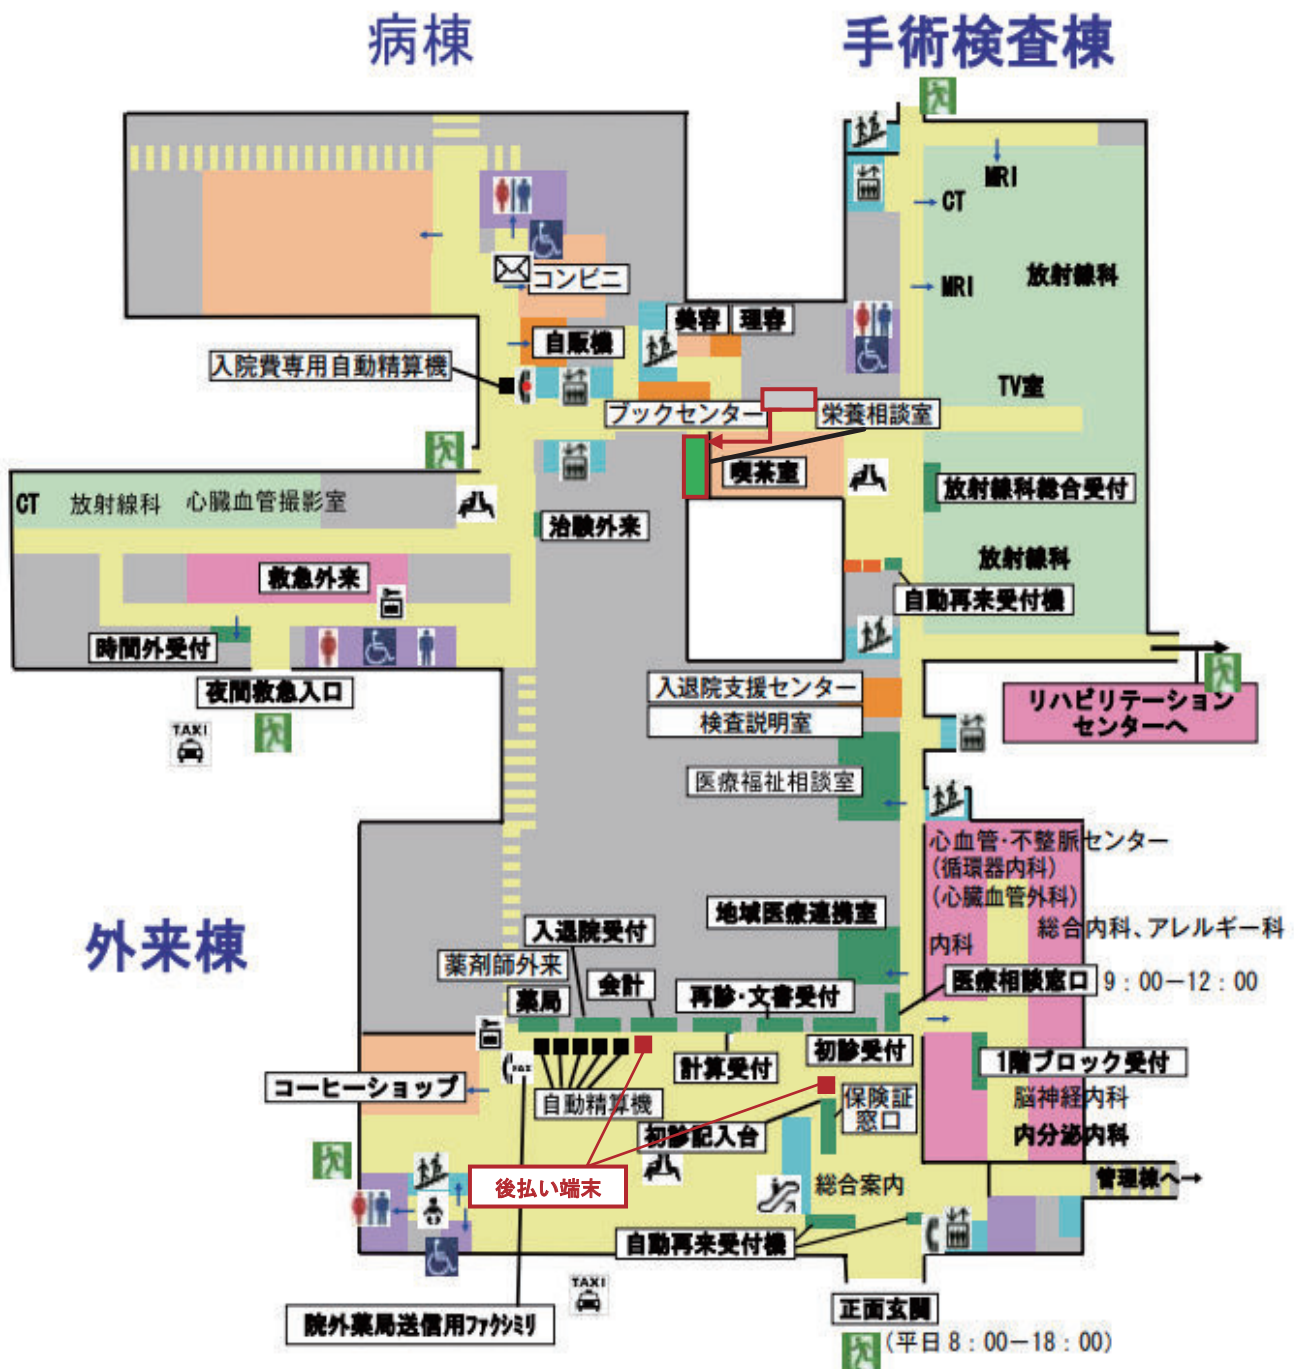 病棟
手術検査棟
MRI
CT
放射線科
MRI
コンビニ
美容
理容
自販機
入院費専用自動精算機
TV室
ブックセンター
栄養相談室
喫茶室
放射線科総合受付
CT
放射線科
心臓血管撮影室
治験外来
放射線科
救急外来
自動再来受付機
時間外受付
夜間救急入口
入退院支援センター
検査説明室
リハビリテーション
センターへ
TAXI
医療福祉相談室
心血管・不整脈センター
(循環器内科)
(心臓血管外科)
外来棟
地域医療連携室
総合内科、アレルギー科
入退院受付
内科
薬剤師外来
会計
再診・文書受付
医療相談窓口
9：00－12：00
薬局
初診受付
1階ブロック受付
計算受付
コーヒーショップ
FAX
自動精算機
保険証
窓口
脳神経内科
初診記入台
内分泌内科
後払い端末
総合案内
管理棟へ→
自動再来受付機
TAXI
院外薬局送信用ファクシミリ
正面玄関
(平日8：00－18：00)